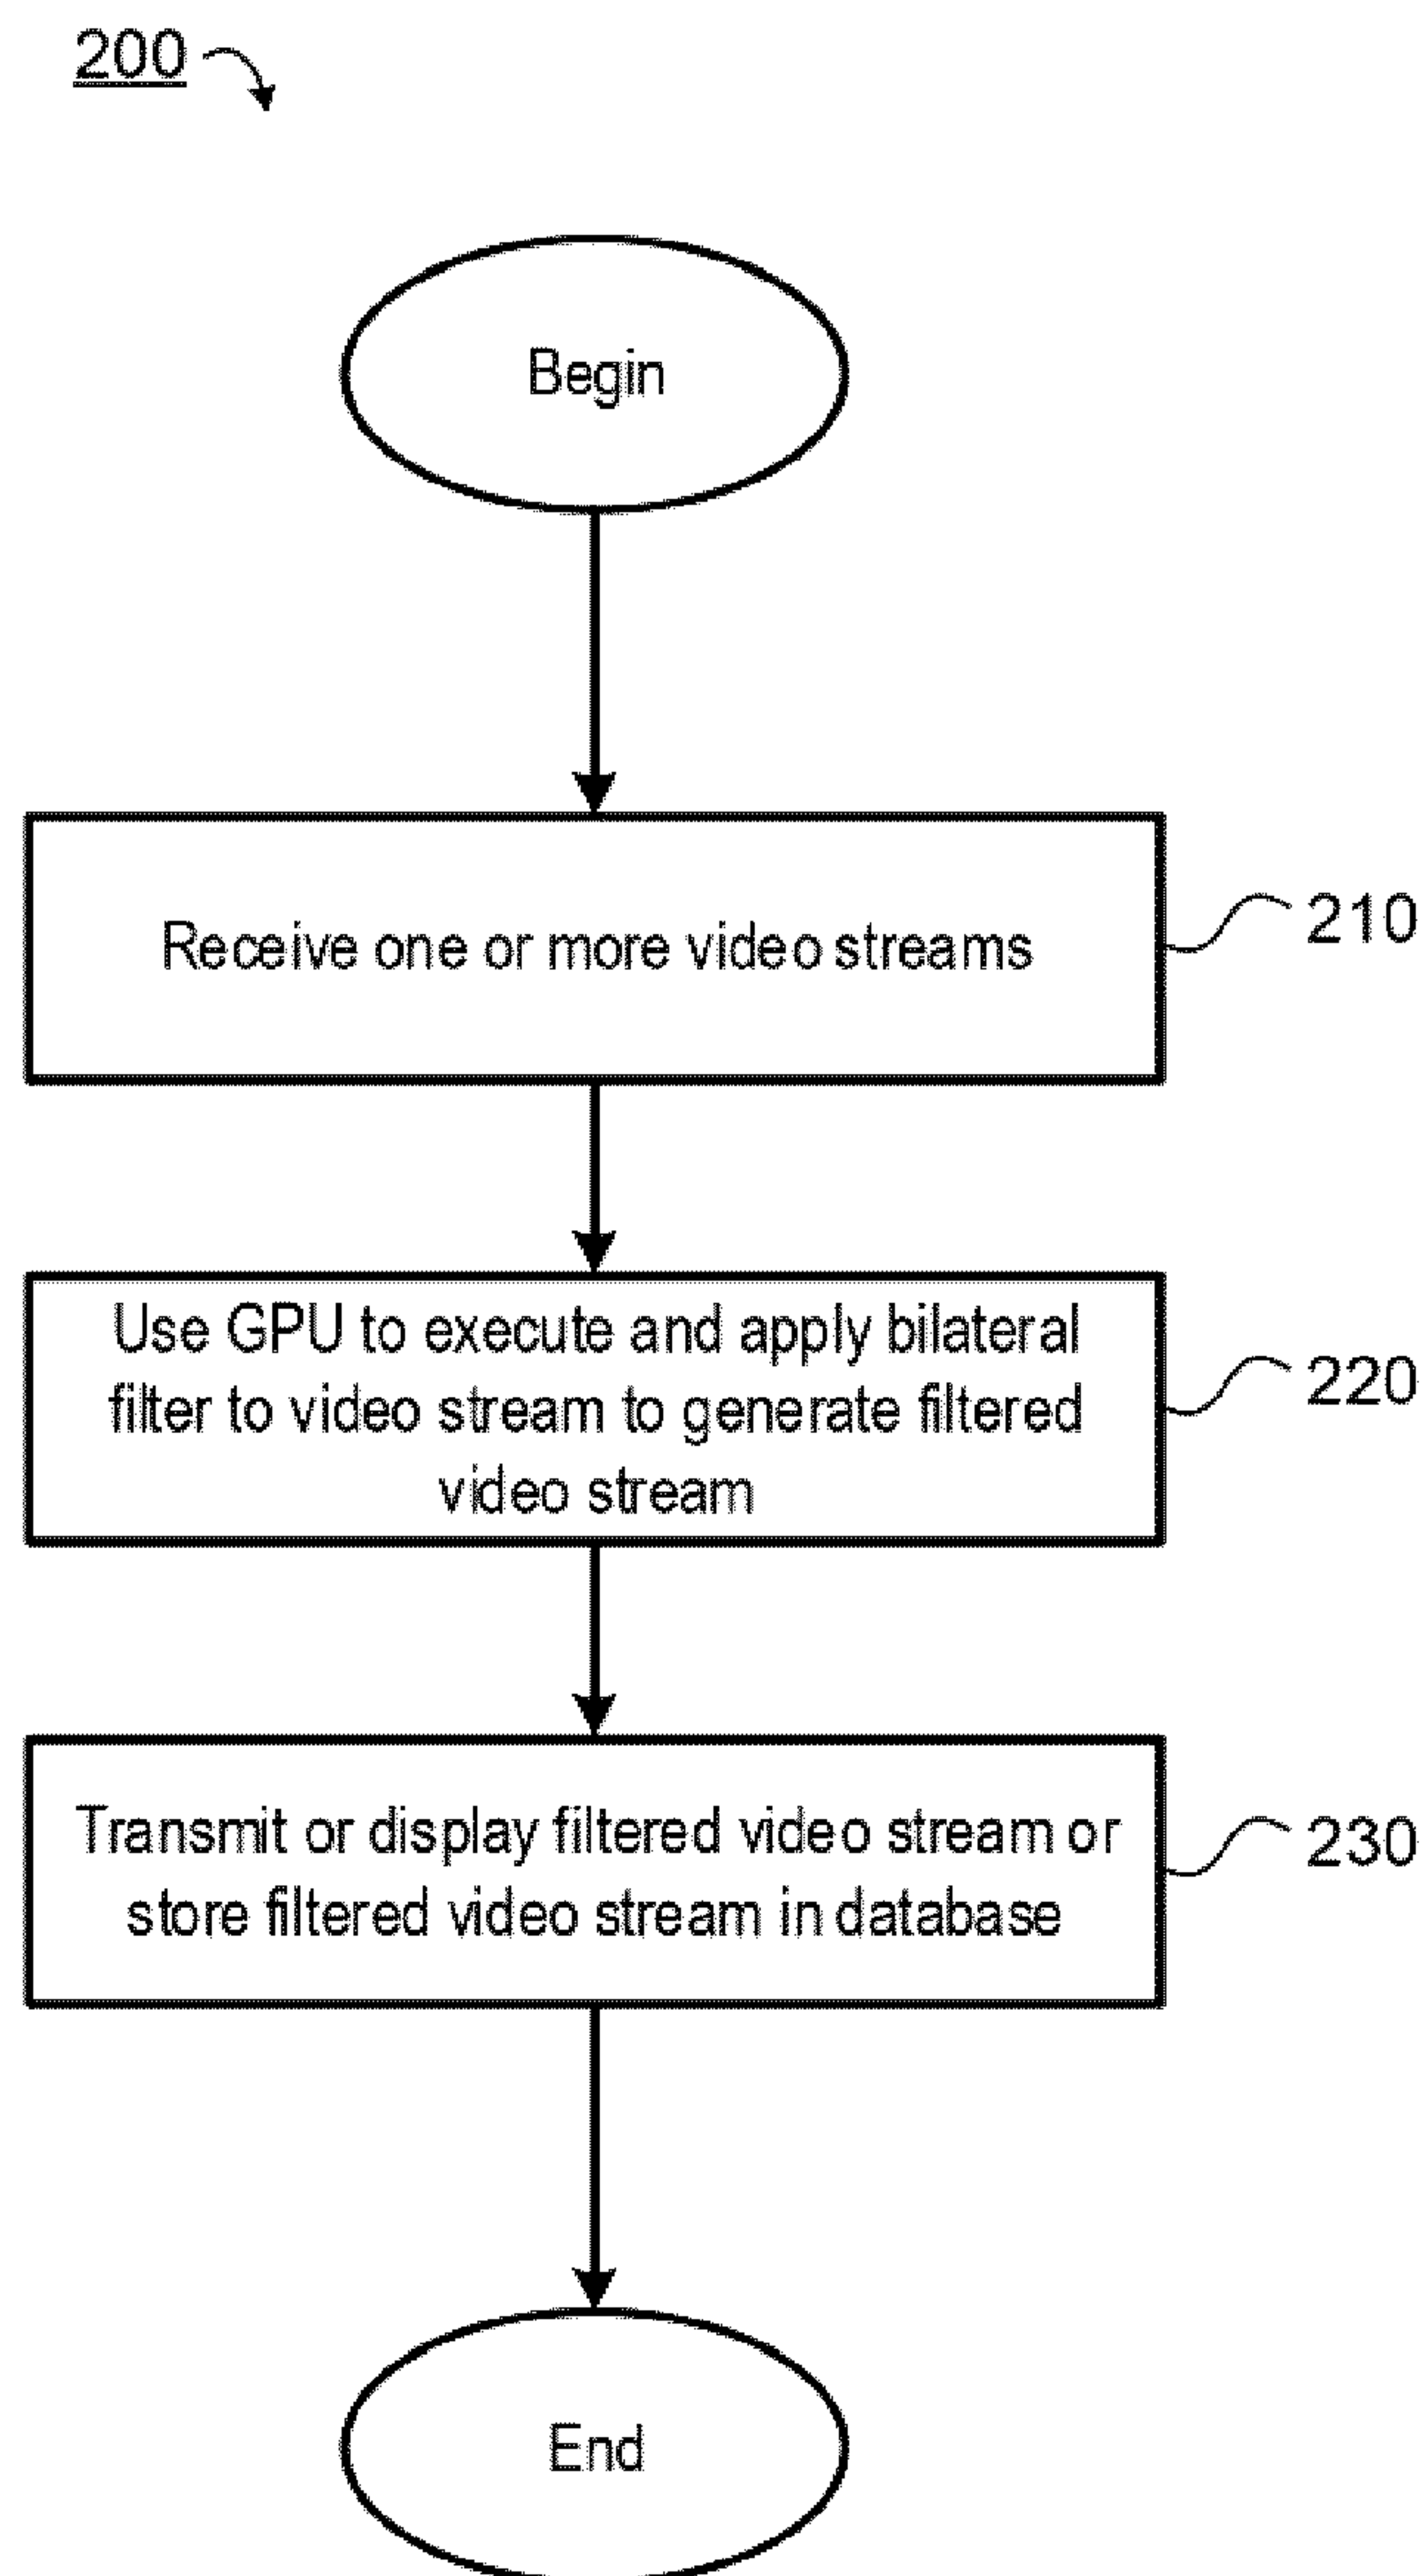 200
Begin
Receive one or more video streams
210
Use GPU to execute and apply bilateral
filter to video stream to generate filtered
video stream
220
Transmit or display filtered video stream or
store filtered video stream in database
230
End